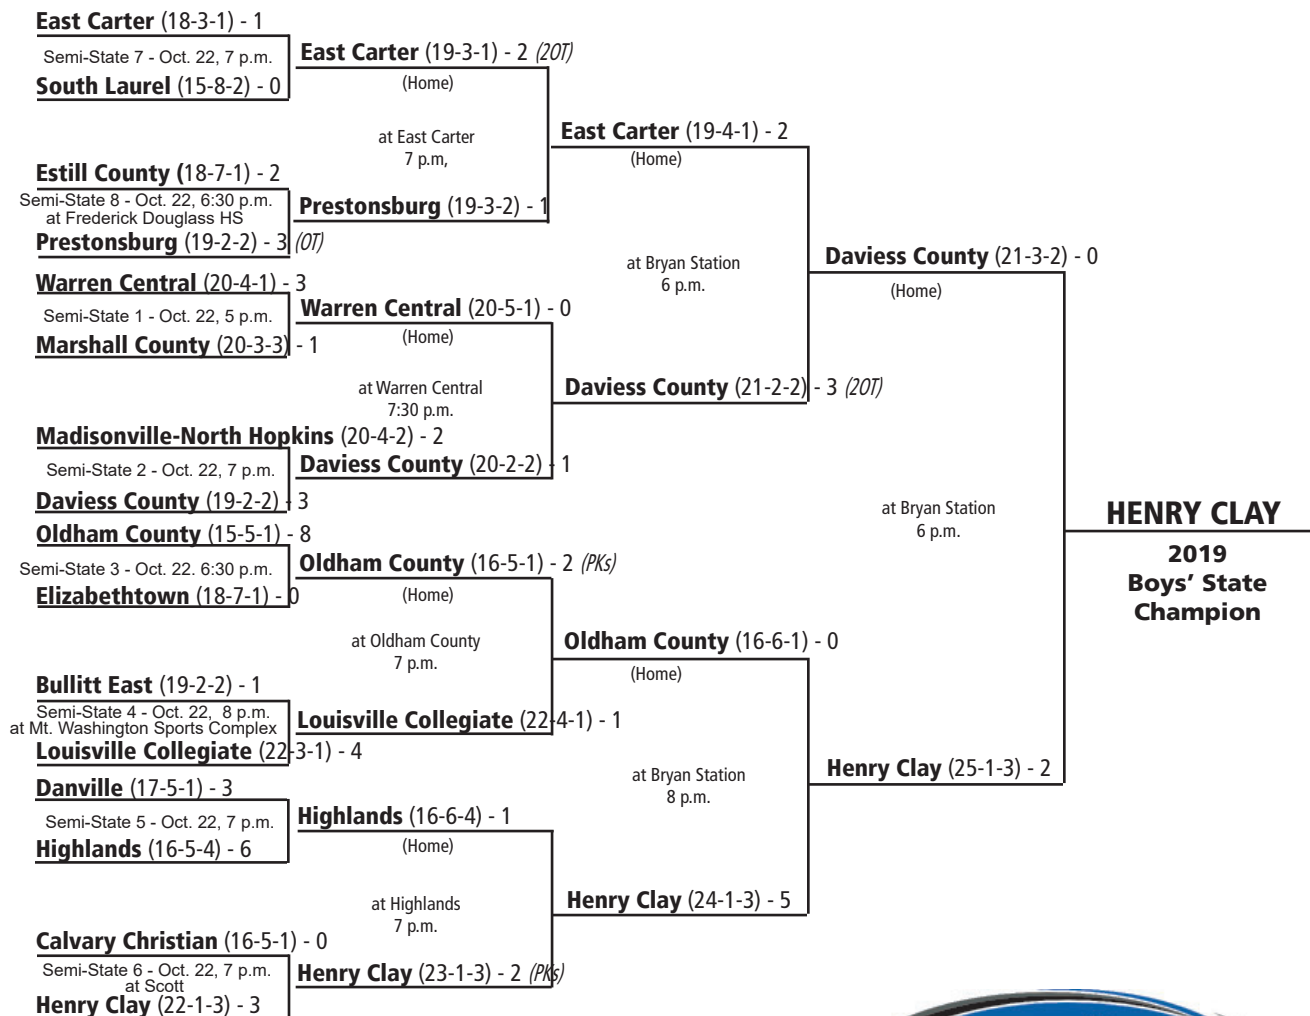 East Carter (18-3-1) - 1
Semi-State 7 - Oct. 22, 7 p.m.
South Laurel (15-8-2) - 0
East Carter (19-3-1) - 2 (2OT)
(Home)
at East Carter
7 p.m,
Estill County (18-7-1) - 2
Semi-State 8 - Oct. 22, 6:30 p.m.
at Frederick Douglass HS
Prestonsburg (19-2-2) - 3 (OT)
Prestonsburg (19-3-2) - 1
East Carter (19-4-1) - 2
(Home)
Warren Central (20-4-1) - 3
Semi-State 1 - Oct. 22, 5 p.m.
Marshall County (20-3-3) - 1
Warren Central (20-5-1) - 0
(Home)
at Warren Central
7:30 p.m.
Madisonville-North Hopkins (20-4-2) - 2
Semi-State 2 - Oct. 22, 7 p.m.
Daviess County (19-2-2) - 3
Daviess County (20-2-2) - 1
at Bryan Station
6 p.m.
Daviess County (21-2-2) - 3 (2OT)
Daviess County (21-3-2) - 0
(Home)
Oldham County (15-5-1) - 8
Semi-State 3 - Oct. 22. 6:30 p.m.
Elizabethtown (18-7-1) - 0
Oldham County (16-5-1) - 2 (PKs)
(Home)
at Oldham County
7 p.m.
Bullitt East (19-2-2) - 1
Semi-State 4 - Oct. 22, 8 p.m.
at Mt. Washington Sports Complex
Louisville Collegiate (22-3-1) - 4
Louisville Collegiate (22-4-1) - 1
Oldham County (16-6-1) - 0
(Home)
Danville (17-5-1) - 3
Semi-State 5 - Oct. 22, 7 p.m.
Highlands (16-5-4) - 6
Highlands (16-6-4) - 1
(Home)
at Highlands
7 p.m.
Calvary Christian (16-5-1) - 0
Semi-State 6 - Oct. 22, 7 p.m.
at Scott
Henry Clay (22-1-3) - 3
Henry Clay (23-1-3) - 2 (PKs)
at Bryan Station
8 p.m.
Henry Clay (24-1-3) - 5
Henry Clay (25-1-3) - 2
at Bryan Station
6 p.m.
HENRY CLAY
2019
Boys' State
Champion